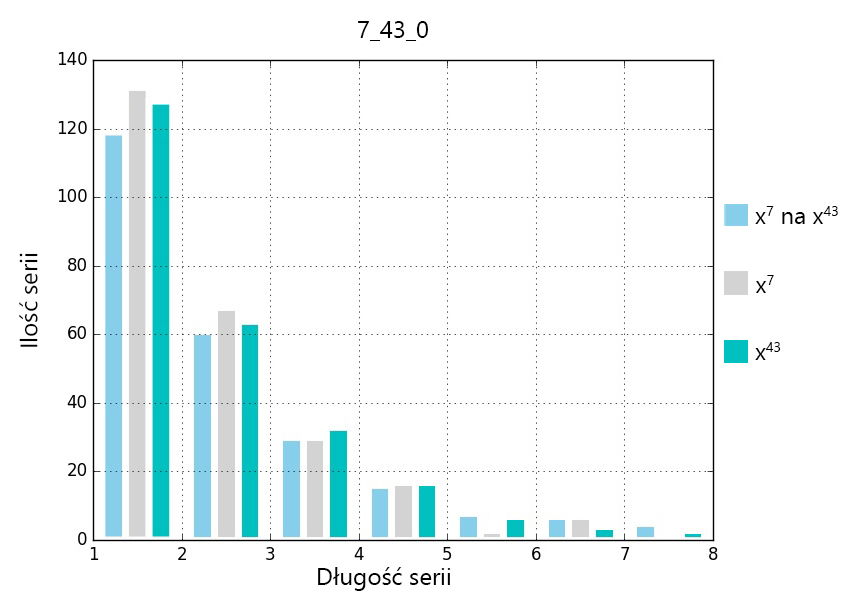 7_43_0
140
120
100
80
60
40
20
0
1 2 3 4 5 6 7 8
Ilość serii
Długość serii
x⁷ na x⁴³
x⁷
x⁴³